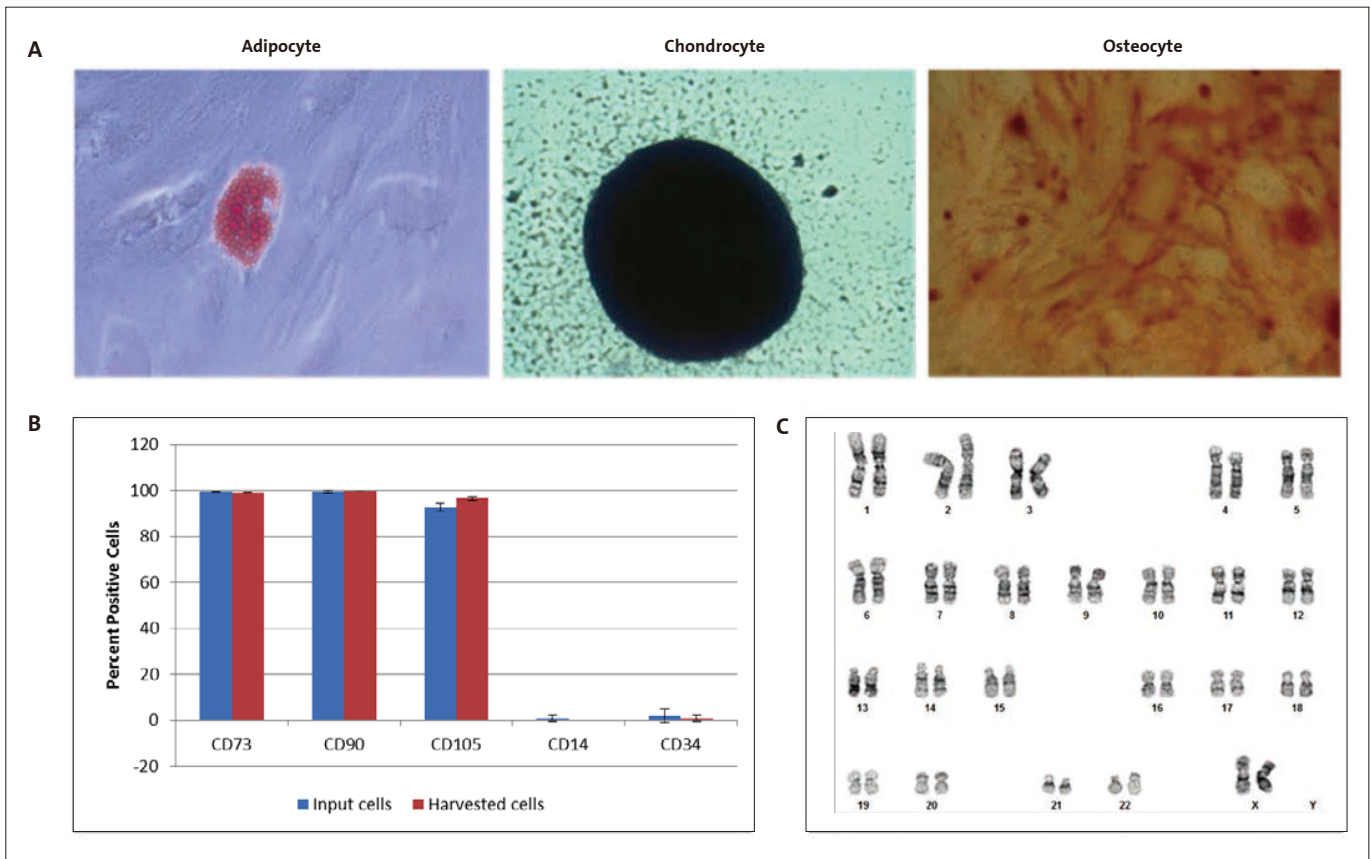 A
Adipocyte Chondrocyte Osteocyte
B
Percent Positive Cells
120
100
80
60
40
20
0
-20
CD73 CD90 CD105 CD14 CD34
Input cells Harvested cells
C
1 2 3 4 5
6 7 8 9 10 11 12
13 14 15 16 17 18
19 20 21 22 X Y